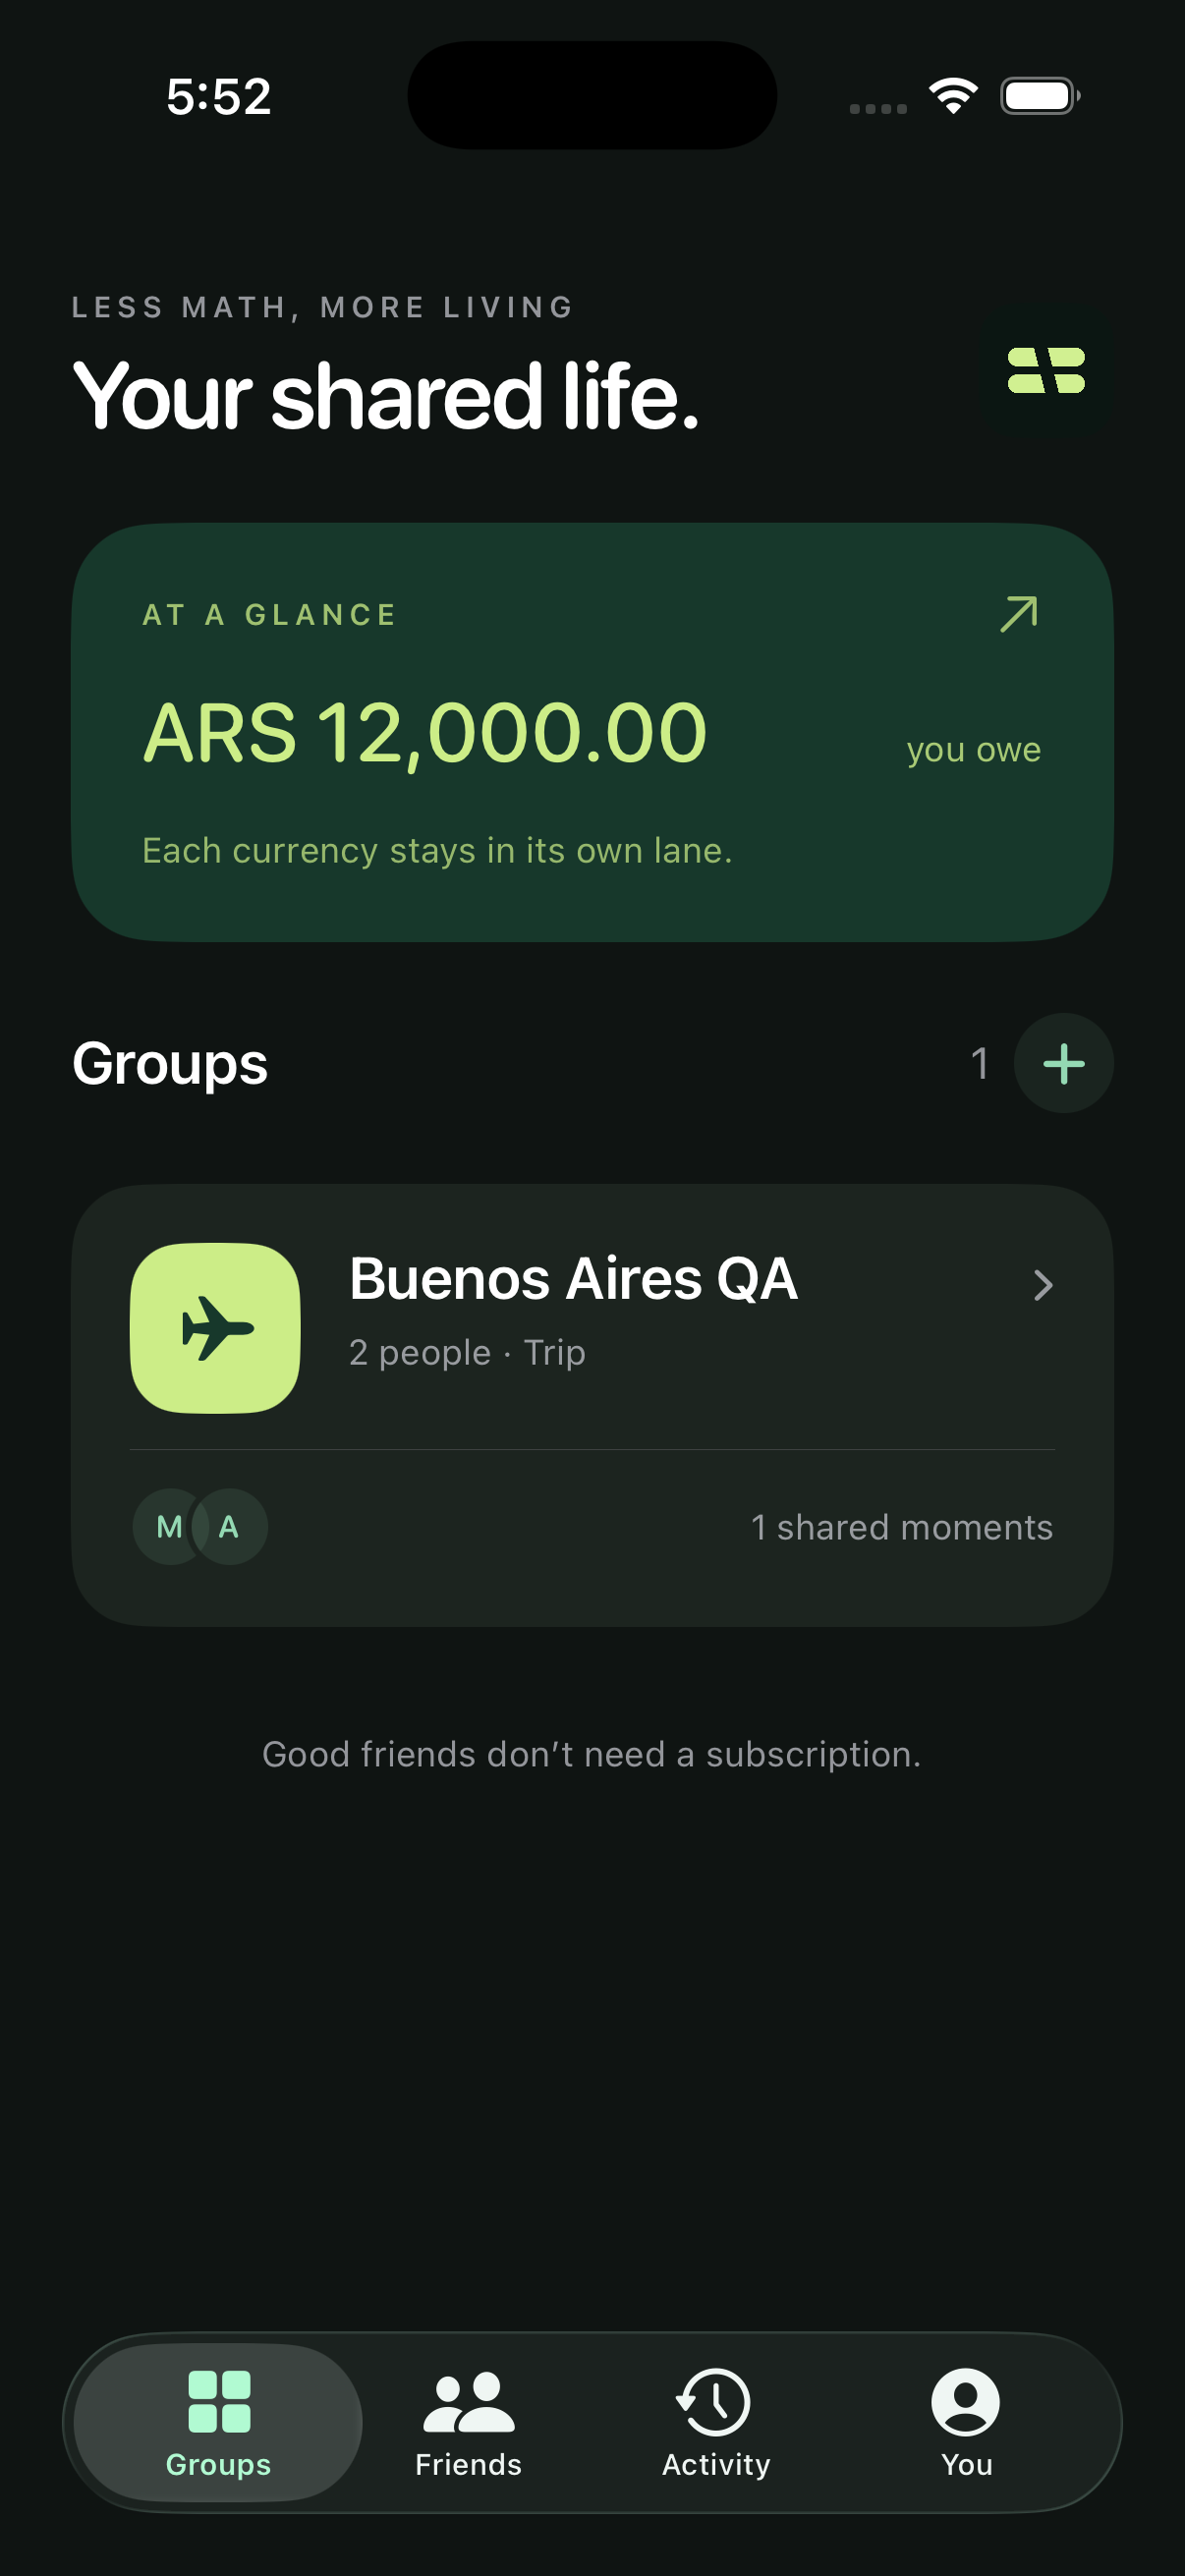 5:52
LESS MATH, MORE LIVING
Your shared life.
AT A GLANCE
ARS 12,000.00
you owe
Each currency stays in its own lane.
Groups
1
Buenos Aires QA
2 people · Trip
M A
1 shared moments
Good friends don’t need a subscription.
Groups
Friends
Activity
You